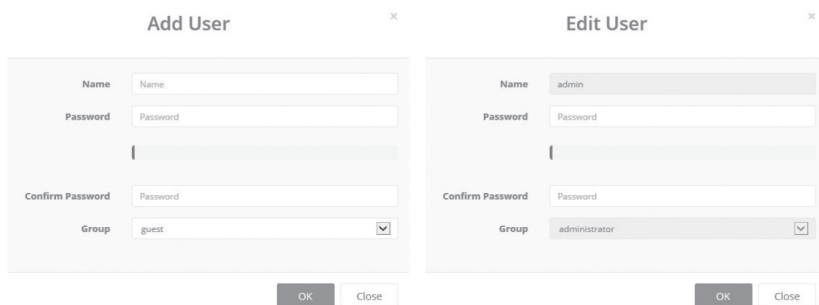 Add User
×
Name
Name
Password
Password
Confirm Password
Password
Group
guest
OK
Close
Edit User
×
Name
admin
Password
Password
Confirm Password
Password
Group
administrator
OK
Close